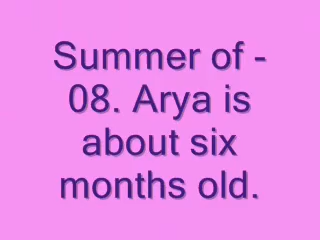 Summer of -
08. Arya is
about six
months old.